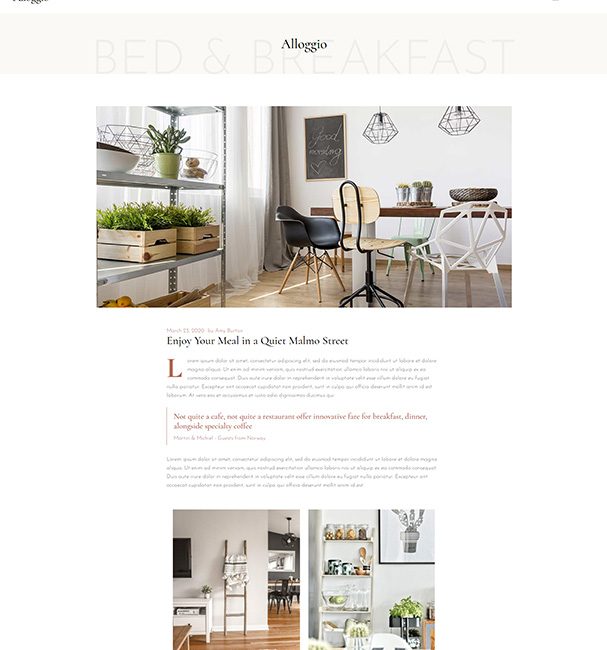 Alloggio
BED & BREAKFAST
Alloggio
Good
morning
March 23, 2020 · by Amy Burton
Enjoy Your Meal in a Quiet Malmo Street
Lorem ipsum dolor sit amet, consectetur adipiscing elit, sed do eiusmod tempor incididunt ut labore et dolore
magna aliqua. Ut enim ad minim veniam, quis nostrud exercitation ullamco laboris nisi ut aliquip ex ea
commodo consequat. Duis aute irure dolor in reprehenderit in voluptate velit esse cillum dolore eu fugiat
nulla pariatur. Excepteur sint occaecat cupidatat non proident, sunt in culpa qui officia deserunt mollit anim id est
laborum. At vero eos et accusamus et iusto odio dignissimos ducimus qui
Not quite a cafe, not quite a restaurant offer innovative fare for breakfast, dinner,
alongside specialty coffee
Martin & Michiel - Guests from Norway
Lorem ipsum dolor sit amet, consectetur adipiscing elit, sed do eiusmod tempor incididunt ut labore et dolore
aliqua. Ut enim ad minim veniam, quis nostrud exercitation ullamco laboris nisi ut aliquip ex ea commodo consequat.
Duis aute irure dolor in reprehenderit in voluptate velit esse cillum dolore eu fugiat nulla pariatur. Excepteur sint
occaecat cupidatat non proident, sunt in culpa qui officia deserunt mollit anim id est